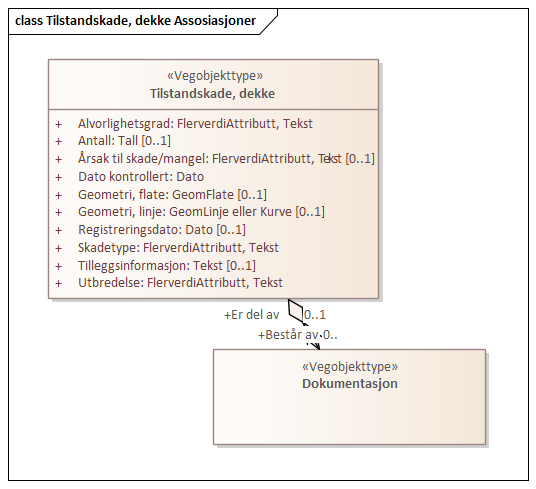 class Tilstandskade, dekke Assosiasjoner
«Vegobjekttype»
Tilstandskade, dekke
+ Alvorlighetsgrad: FlerverdiAttributt, Tekst
+ Antall: Tall [0..1]
+ Årsak til skade/mangel: FlerverdiAttributt, Tekst [0..1]
+ Dato kontrollert: Dato
+ Geometri, flate: GeomFlate [0..1]
+ Geometri, linje: GeomLinje eller Kurve [0..1]
+ Registreringsdato: Dato [0..1]
+ Skadetype: FlerverdiAttributt, Tekst
+ Tilleggsinformasjon: Tekst [0..1]
+ Utbredelse: FlerverdiAttributt, Tekst
+Er del av 0..1
+Består av 0..
«Vegobjekttype»
Dokumentasjon